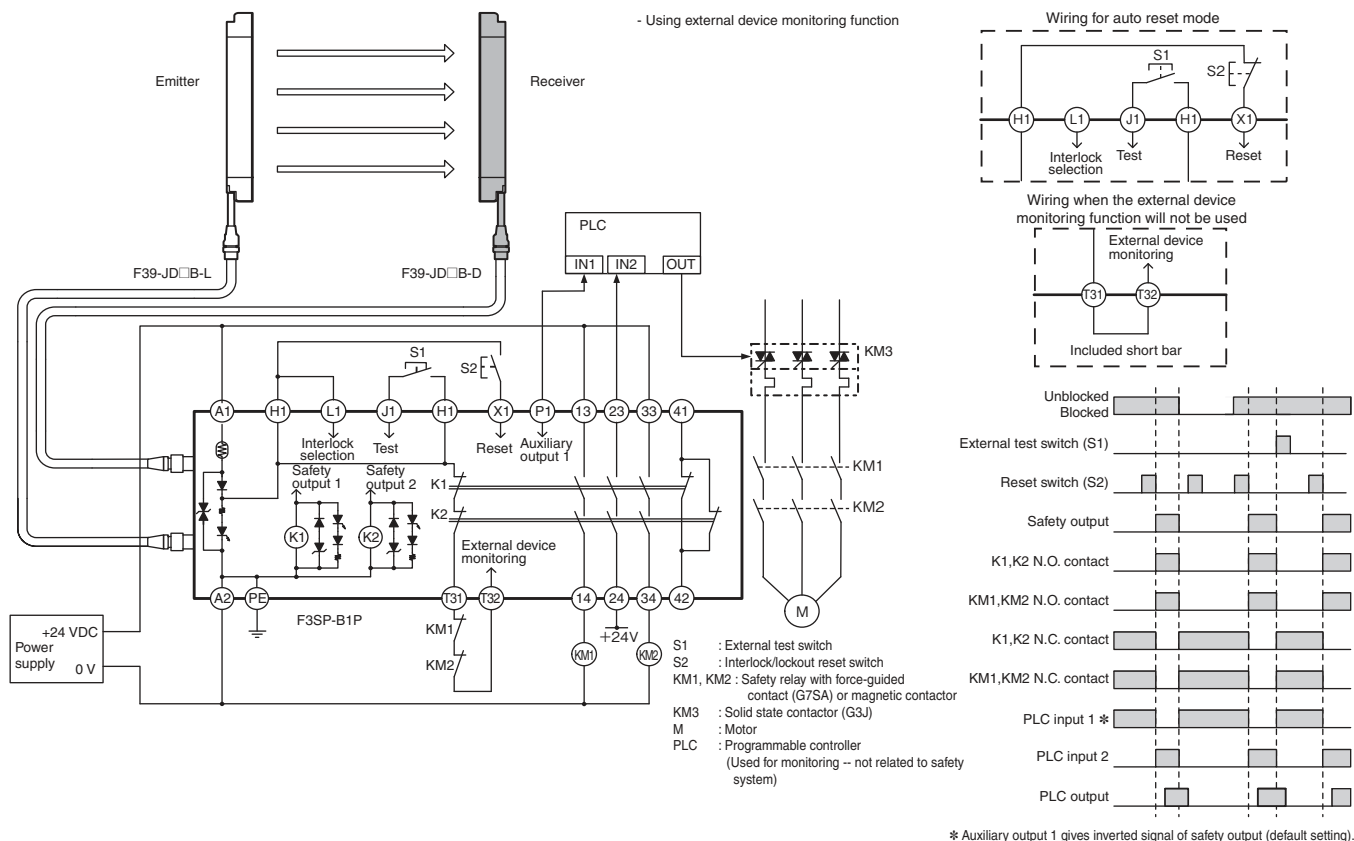 - Using external device monitoring function
Emitter
Receiver
F39-JD□B-L
F39-JD□B-D
PLC
IN1
IN2
OUT
KM3
S1
S2
A1
H1
L1
J1
H1
X1
P1
13
23
33
41
Interlock
selection
Test
Reset
Auxiliary
output 1
Safety
output 1
Safety
output 2
K1
K2
K1
K2
External device
monitoring
A2
PE
T31
T32
14
24
34
42
F3SP-B1P
+24V
KM1
KM2
KM1
KM2
KM1
KM2
M
+24 VDC
Power
supply
0 V
S1 : External test switch
S2 : Interlock/lockout reset switch
KM1, KM2 : Safety relay with force-guided
contact (G7SA) or magnetic contactor
KM3 : Solid state contactor (G3J)
M : Motor
PLC : Programmable controller
(Used for monitoring -- not related to safety
system)
Wiring for auto reset mode
S1
S2
H1
L1
J1
H1
X1
Interlock
selection
Test
Reset
Wiring when the external device
monitoring function will not be used
External device
monitoring
T31
T32
Included short bar
Unblocked
Blocked
External test switch (S1)
Reset switch (S2)
Safety output
K1,K2 N.O. contact
KM1,KM2 N.O. contact
K1,K2 N.C. contact
KM1,KM2 N.C. contact
PLC input 1 ✽
PLC input 2
PLC output
✽ Auxiliary output 1 gives inverted signal of safety output (default setting).